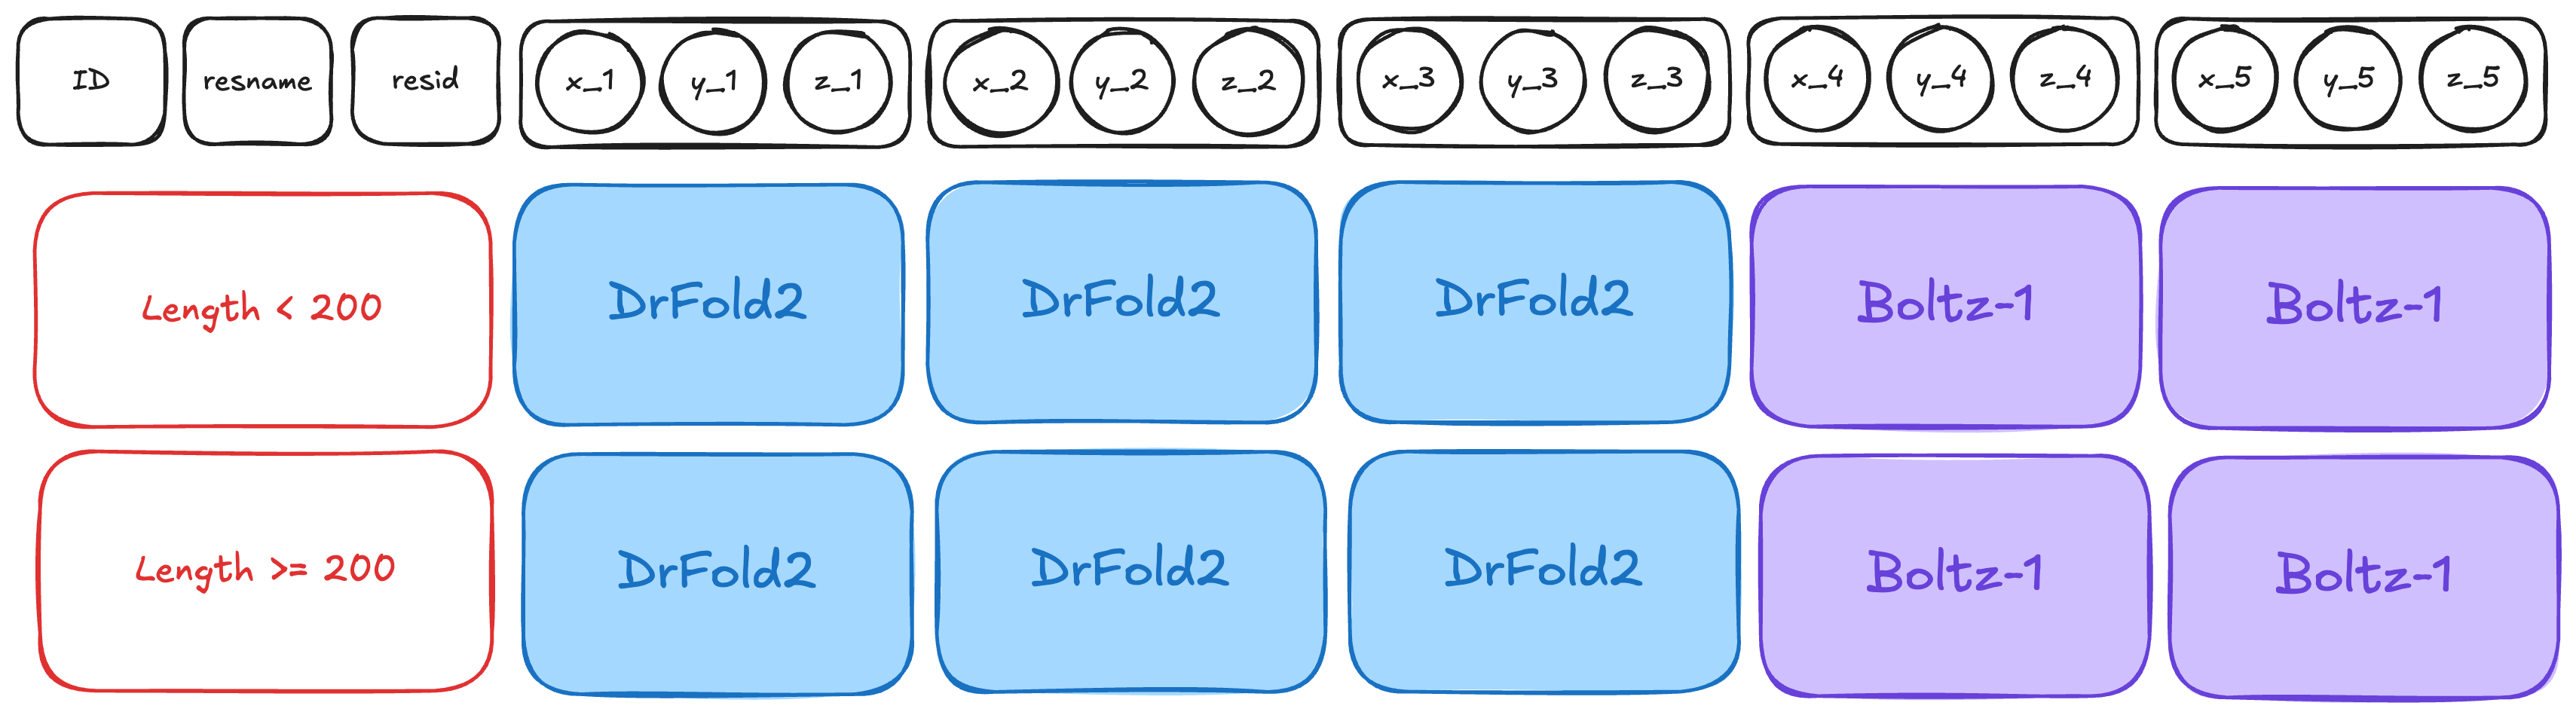 ID resname resid x_1 y_1 z_1 x_2 y_2 z_2 x_3 y_3 z_3 x_4 y_4 z_4 x_5 y_5 z_5
Length < 200 DrFold2 DrFold2 DrFold2 Boltz-1 Boltz-1
Length >= 200 DrFold2 DrFold2 DrFold2 Boltz-1 Boltz-1